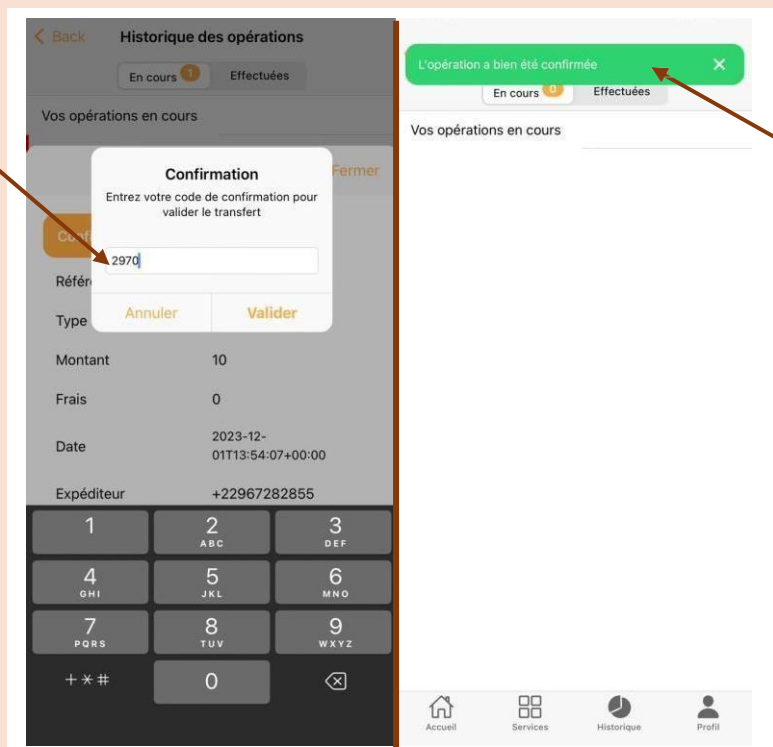 Back Historique des opérations
En cours 1 Effectuées
Vos opérations en cours
Fermer
Confirmation
Entrez votre code de confirmation pour
valider le transfert
2970
Annuler Valider
Type
Montant 10
Frais 0
Date 2023-12-
01T13:54:07+00:00
Expéditeur +22967282855
1 2 3
ABC DEF
4 5 6
GHI JKL MNO
7 8 9
PQRS TUV WXYZ
+*# 0
L'opération a bien été confirmée
En cours 0 Effectuées
Vos opérations en cours
Accueil Services Historique Profil